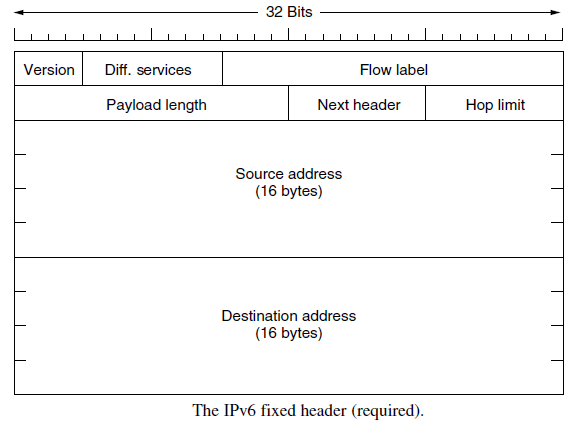 32 Bits
Version Diff. services Flow label
Payload length Next header Hop limit
Source address
(16 bytes)
Destination address
(16 bytes)
The IPv6 fixed header (required).